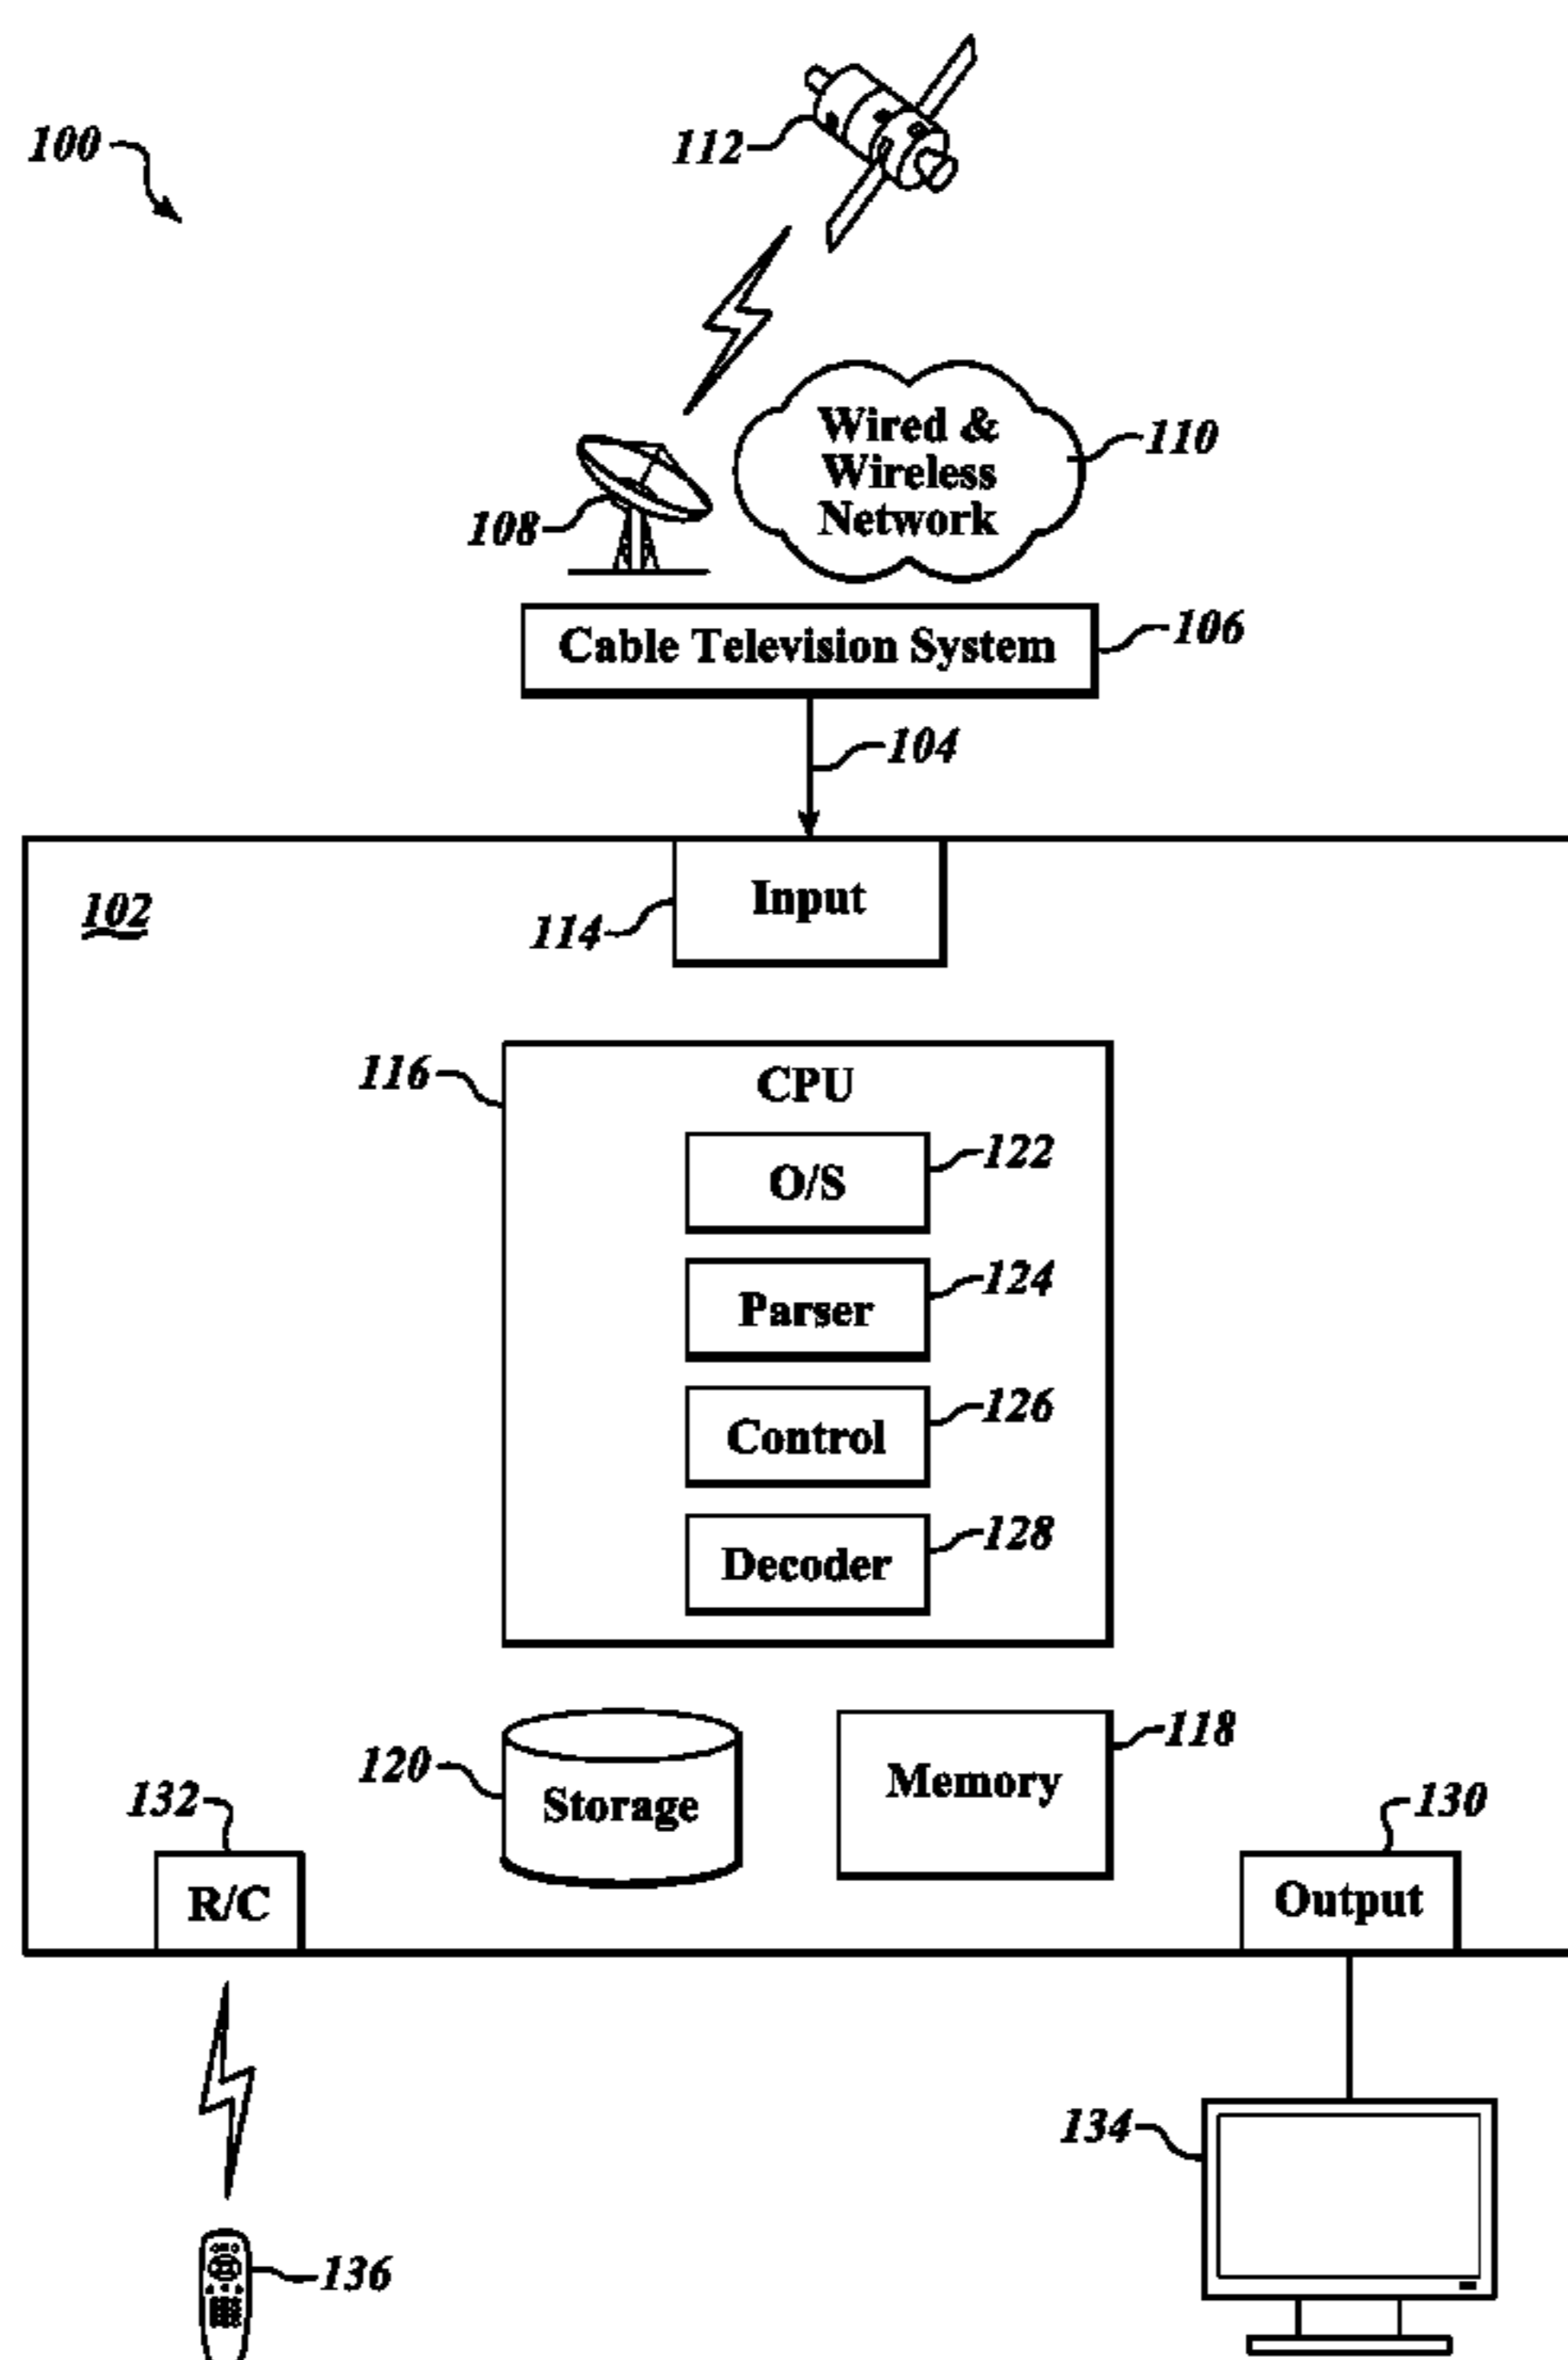 100
112
Wired &
Wireless
Network
110
108
Cable Television System
106
104
102
Input
114
116
CPU
O/S
122
Parser
124
Control
126
Decoder
128
120
Storage
Memory
118
132
R/C
130
Output
134
136